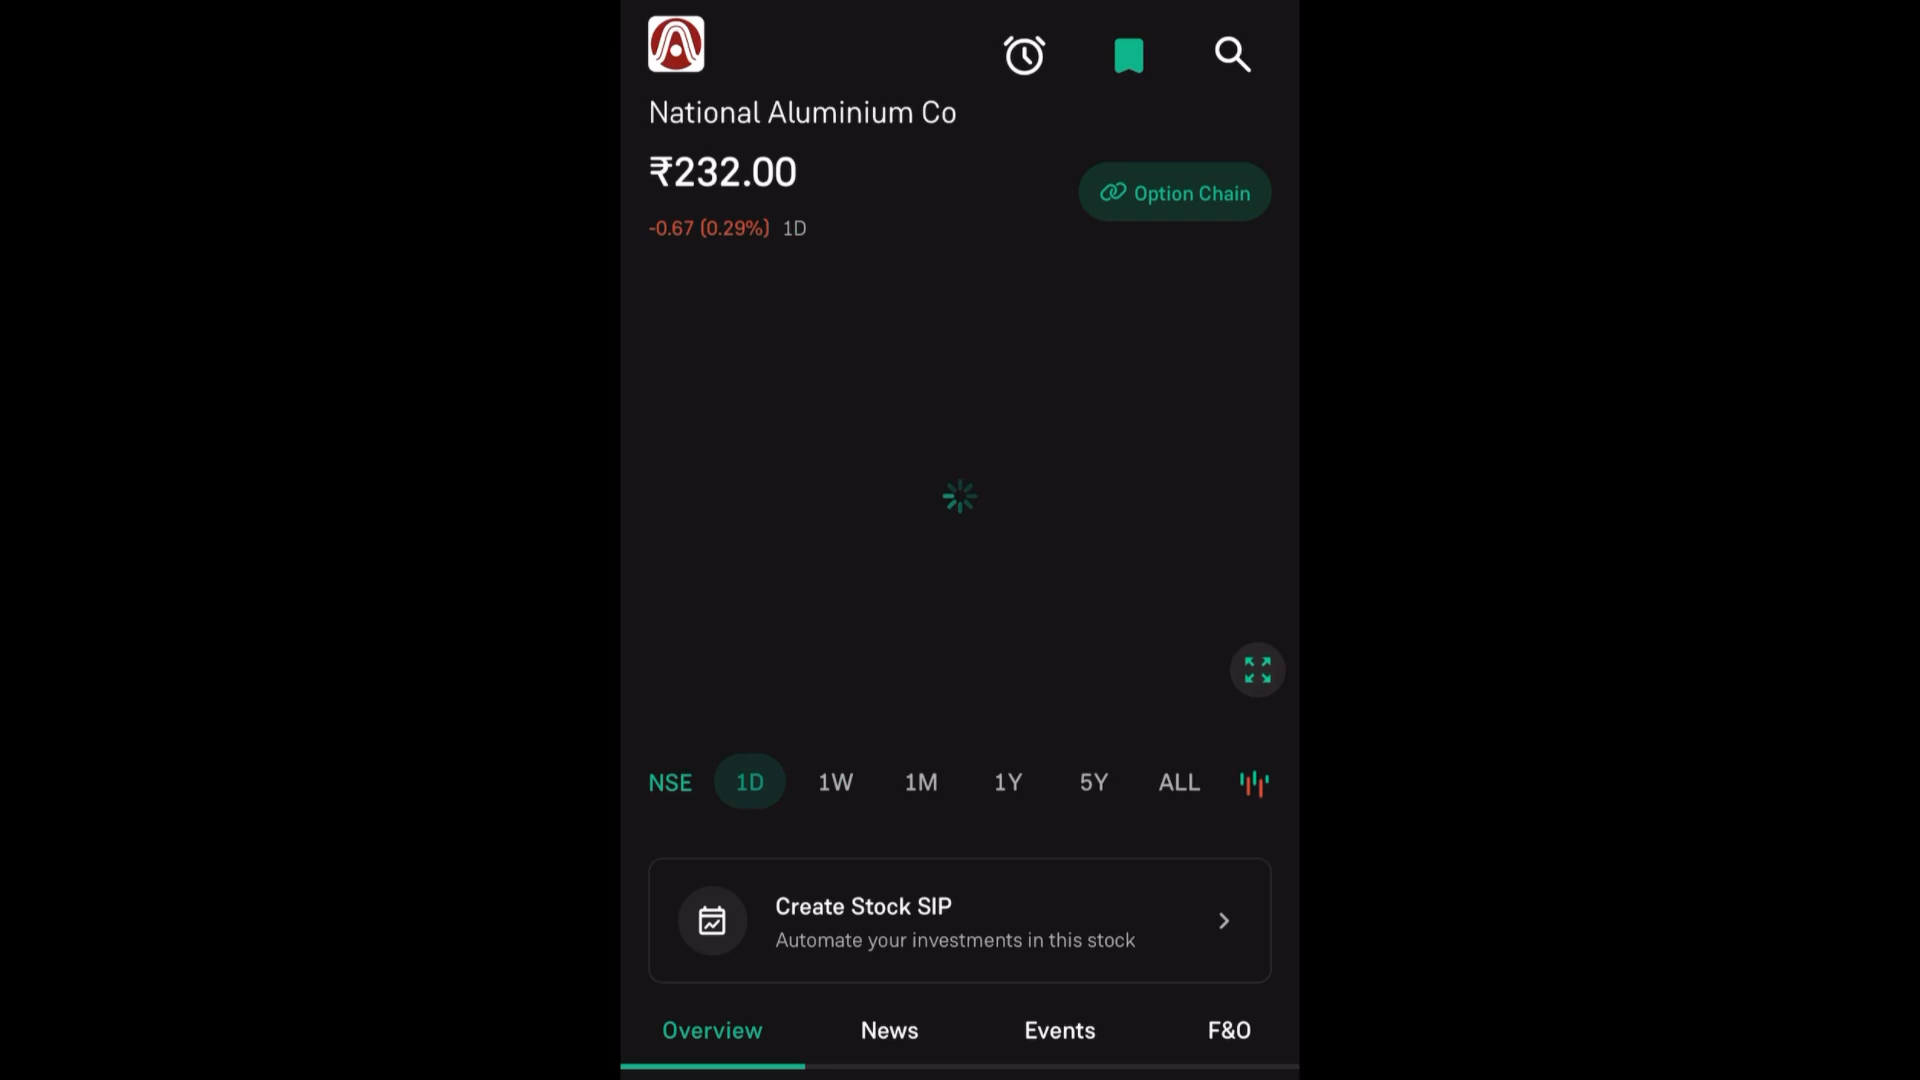 National Aluminium Co
₹232.00
Option Chain
-0.67 (0.29%) 1D
NSE 1D 1W 1M 1Y 5Y ALL
Create Stock SIP
Automate your investments in this stock
Overview News Events F&O